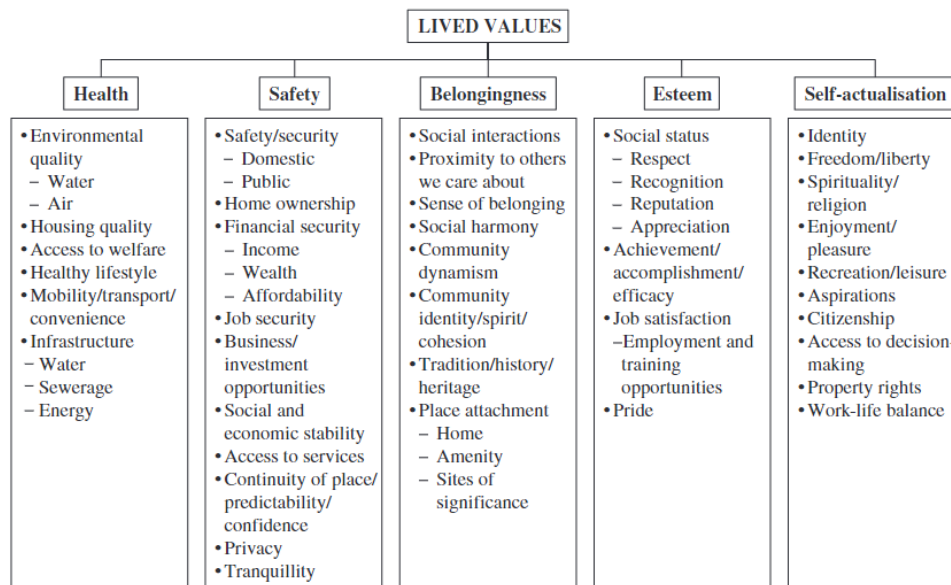 LIVED VALUES
Health
• Environmental
quality
– Water
– Air
• Housing quality
• Access to welfare
• Healthy lifestyle
• Mobility/transport/
convenience
• Infrastructure
– Water
– Sewerage
– Energy
Safety
• Safety/security
– Domestic
– Public
• Home ownership
• Financial security
– Income
– Wealth
– Affordability
• Job security
• Business/
investment
opportunities
• Social and
economic stability
• Access to services
• Continuity of place/
predictability/
confidence
• Privacy
• Tranquillity
Belongingness
• Social interactions
• Proximity to others
we care about
• Sense of belonging
• Social harmony
• Community
dynamism
• Community
identity/spirit/
cohesion
• Tradition/history/
heritage
• Place attachment
– Home
– Amenity
– Sites of
significance
Esteem
• Social status
– Respect
– Recognition
– Reputation
– Appreciation
• Achievement/
accomplishment/
efficacy
• Job satisfaction
–Employment and
training
opportunities
• Pride
Self-actualisation
• Identity
• Freedom/liberty
• Spirituality/
religion
• Enjoyment/
pleasure
• Recreation/leisure
• Aspirations
• Citizenship
• Access to decision-
making
• Property rights
• Work-life balance